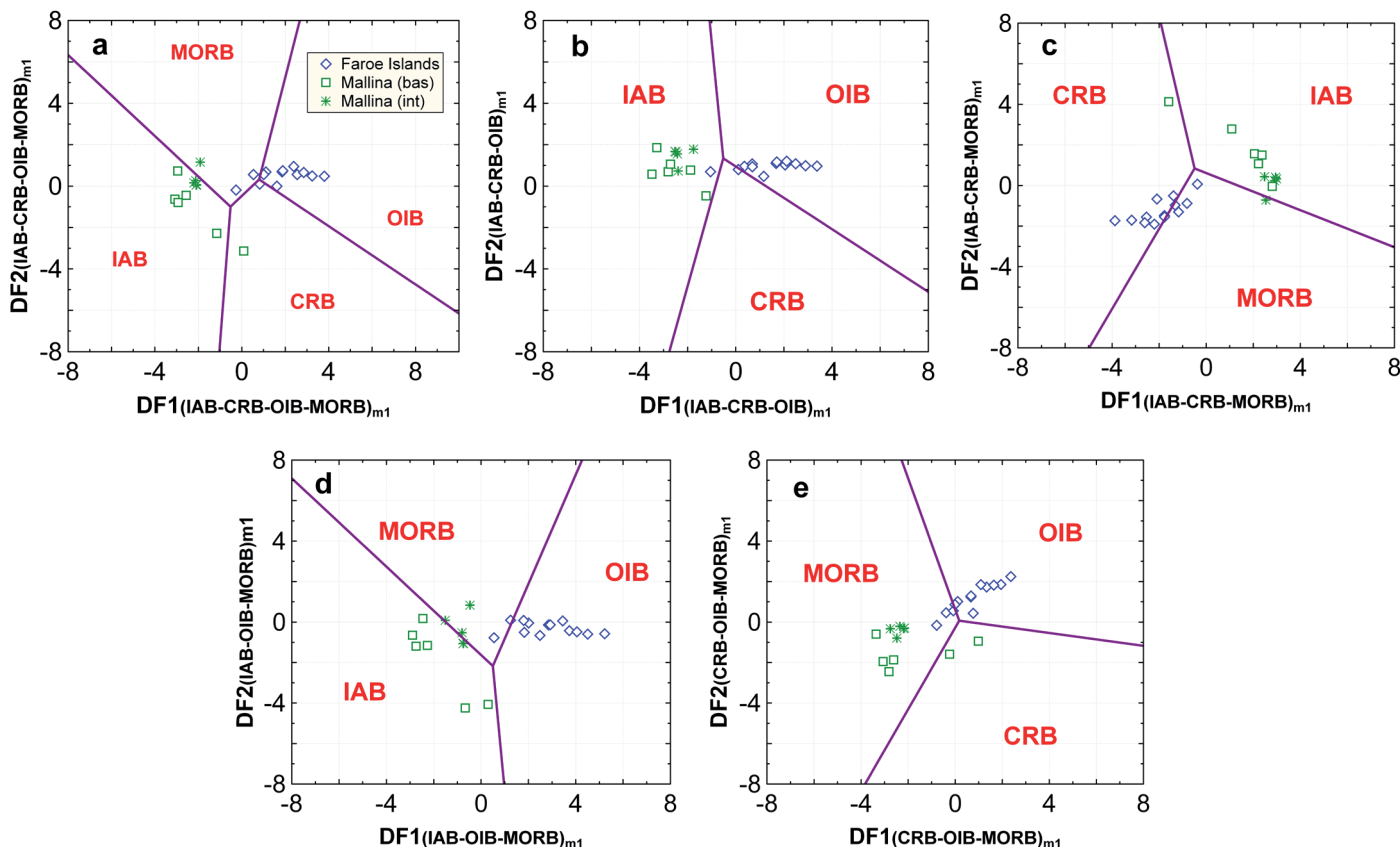 a
MORB
IAB
OIB
CRB
Faroe Islands
Mallina (bas)
Mallina (int)
8
4
0
-4
-8
-8
-4
0
4
8
DF2(IAB-CRB-OIB-MORB)m1
DF1(IAB-CRB-OIB-MORB)m1
b
IAB
OIB
CRB
8
4
0
-4
-8
-8
-4
0
4
8
DF2(IAB-CRB-OIB)m1
DF1(IAB-CRB-OIB)m1
c
CRB
IAB
MORB
8
4
0
-4
-8
-8
-4
0
4
8
DF2(IAB-CRB-MORB)m1
DF1(IAB-CRB-MORB)m1
d
MORB
OIB
IAB
8
4
0
-4
-8
-8
-4
0
4
8
DF2(IAB-OIB-MORB)m1
DF1(IAB-OIB-MORB)m1
e
OIB
MORB
CRB
8
4
0
-4
-8
-8
-4
0
4
8
DF2(CRB-OIB-MORB)m1
DF1(CRB-OIB-MORB)m1